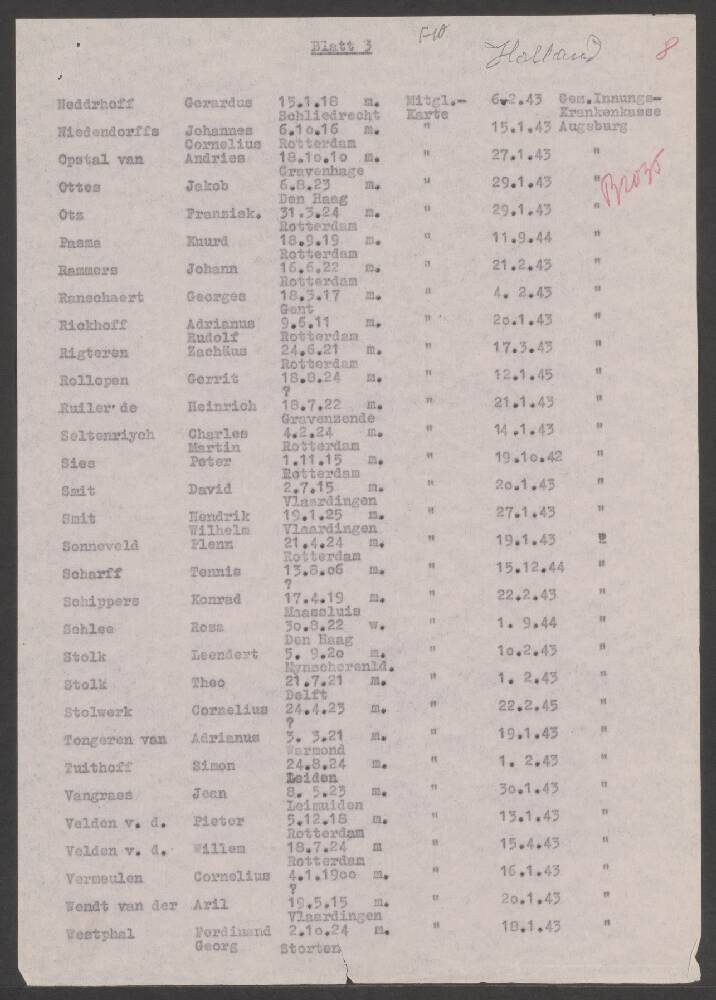 Blatt 3
F-10
Holland
8
Neddrhoff Gerardus 15.1.18 m. Mitgl.- 6.2.43 Gem.Innungs-
Schliedrecht Karte Krankenkasse
Niedendorffs Johannes 6.10.16 m. " 15.1.43 Augsburg
Cornelius Rotterdam
Opstal van Andries 18.10.10 m. " 27.1.43 "
Gravenhage
Ottes Jakob 6.8.23 m. " 29.1.43 "
Den Haag
Otz Franzisk. 31.3.24 m. " 29.1.43 "
Rotterdam
Pasma Knurd 18.9.19 m. " 11.9.44 "
Rotterdam
Rammers Johann 16.6.22 m. " 21.2.43 "
Rotterdam
Ranschaert Georges 18.3.17 m. " 4. 2.43 "
Gent
Rickhoff Adrianus 9.6.11 m. " 20.1.43 "
Rudolf Rotterdam
Rigteren Zachäus 24.6.21 m. " 17.3.43 "
Rotterdam
Rollopen Gerrit 18.8.24 m. " 12.1.45 "
?
Ruiler de Heinrich 18.7.22 m. " 21.1.43 "
Gravenzende
Seltenriych Charles 4.2.24 m. " 14.1.43 "
Martin Rotterdam
Sies Peter 1.11.15 m. " 19.10.42 "
Rotterdam
Smit David 2.7.15 m. " 20.1.43 "
Vlaardingen
Smit Hendrik 19.1.25 m. " 27.1.43 "
Wilhelm Vlaardingen
Sonneveld Flenn 21.4.24 m. " 19.1.43 "
Rotterdam
Scharff Tennis 13.8.06 m. " 15.12.44 "
?
Schippers Konrad 17.4.19 m. " 22.2.43 "
Maassluis
Schlee Rosa 30.8.22 w. " 1. 9.44 "
Den Haag
Stolk Leendert 5. 9.20 m. " 10.2.43 "
Mynscherenld.
Stolk Theo 21.7.21 m. " 1. 2.43 "
Delft
Stolwerk Cornelius 24.4.23 m. " 22.2.45 "
?
Tongeren van Adrianus 3. 3.21 m. " 19.1.43 "
Warmond
Tuithoff Simon 24.8.24 m. " 1. 2.43 "
Leiden
Vangrass Jean 8. 5.23 m. " 30.1.43 "
Leimuiden
Velden v. d. Pieter 5.12.18 m. " 13.1.43 "
Rotterdam
Velden v. d. Willem 18.7.24 m " 15.4.43 "
Rotterdam
Vermeulen Cornelius 4.1.1900 m. " 16.1.43 "
?
Wendt van der Aril 19.5.15 m. " 20.1.43 "
Vlaardingen
Westphal Ferdinand 2.10.24 m. " 18.1.43 "
Georg Storten